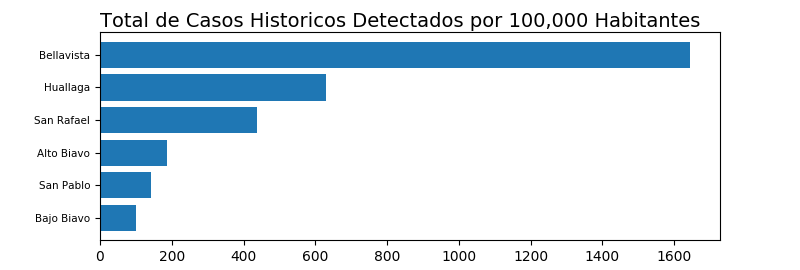 Total de Casos Historicos Detectados por 100,000 Habitantes
Bellavista
Huallaga
San Rafael
Alto Biavo
San Pablo
Bajo Biavo
0 200 400 600 800 1000 1200 1400 1600